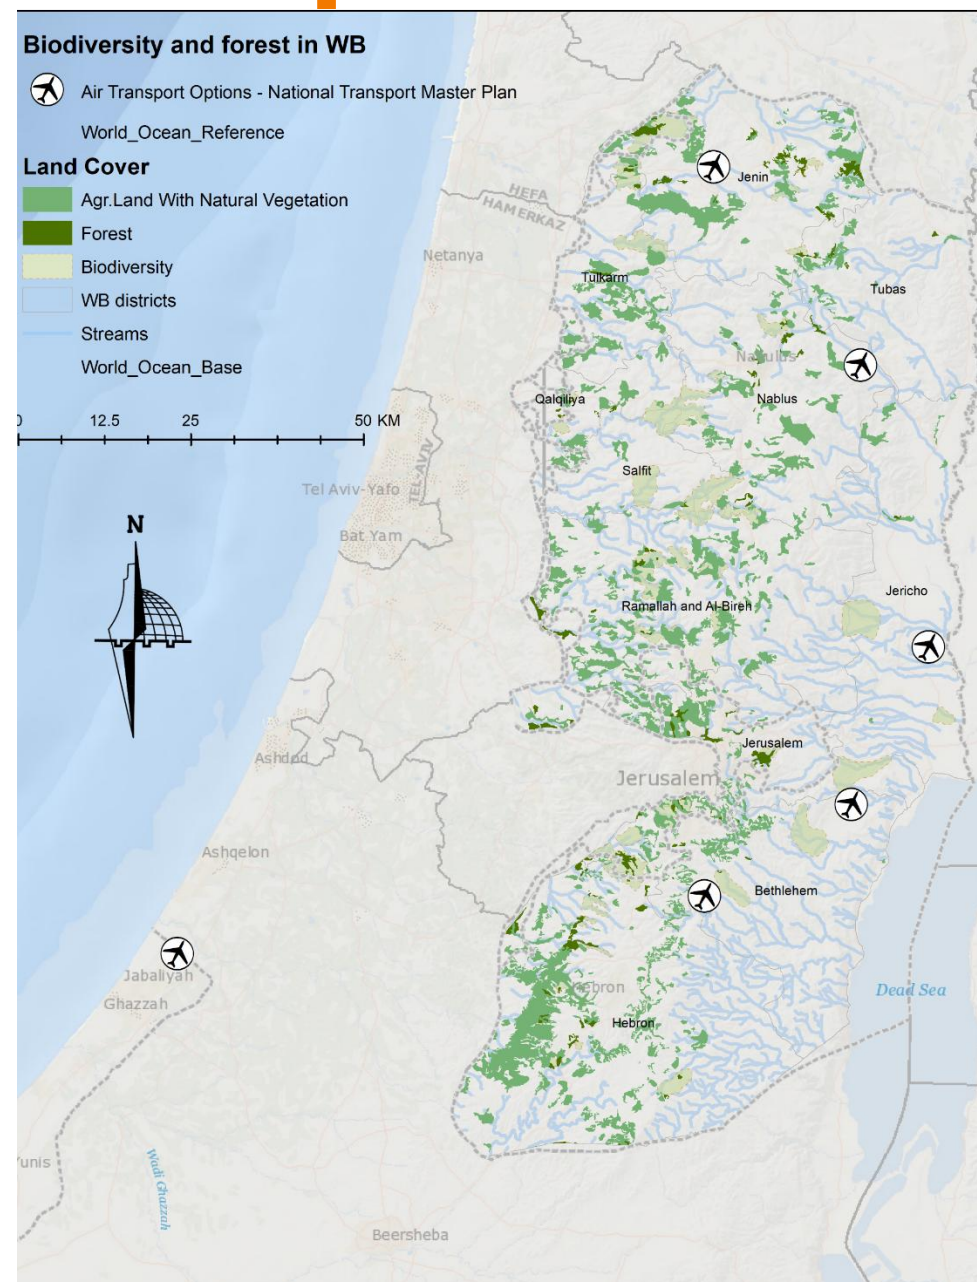 Biodiversity and forest in WB
Air Transport Options - National Transport Master Plan
World_Ocean_Reference
Land Cover
Agr.Land With Natural Vegetation
Forest
Biodiversity
WB districts
Streams
World_Ocean_Base
0 12.5 25 50 KM
N
HEFA
HAMERKAZ
Netanya
Jenin
Tulkarm
Tubas
Nablus
Qalqiliya
Nablus
TEL-AVIV
Salfit
Tel Aviv-Yafo
Bat Yam
Jericho
Ramallah and Al-Bireh
Jerusalem
Ashdod
Jerusalem
Ashqelon
Bethlehem
Jabaliyah
Ghazzah
Hebron
Dead Sea
Hebron
Yunis
Wadi Ghazzah
Beersheba